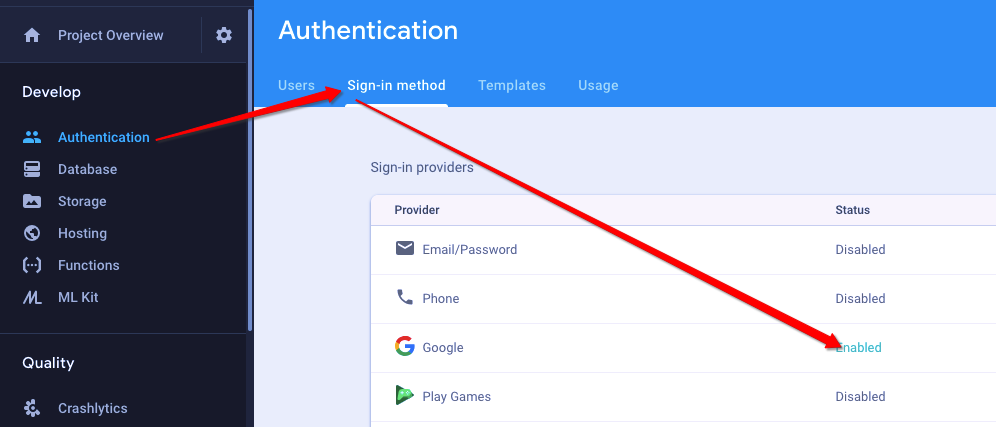 Project Overview
Develop
Authentication
Database
Storage
Hosting
Functions
ML Kit
Quality
Crashlytics
Authentication
Users Sign-in method Templates Usage
Sign-in providers
Provider Status
Email/Password Disabled
Phone Disabled
Google Enabled
Play Games Disabled